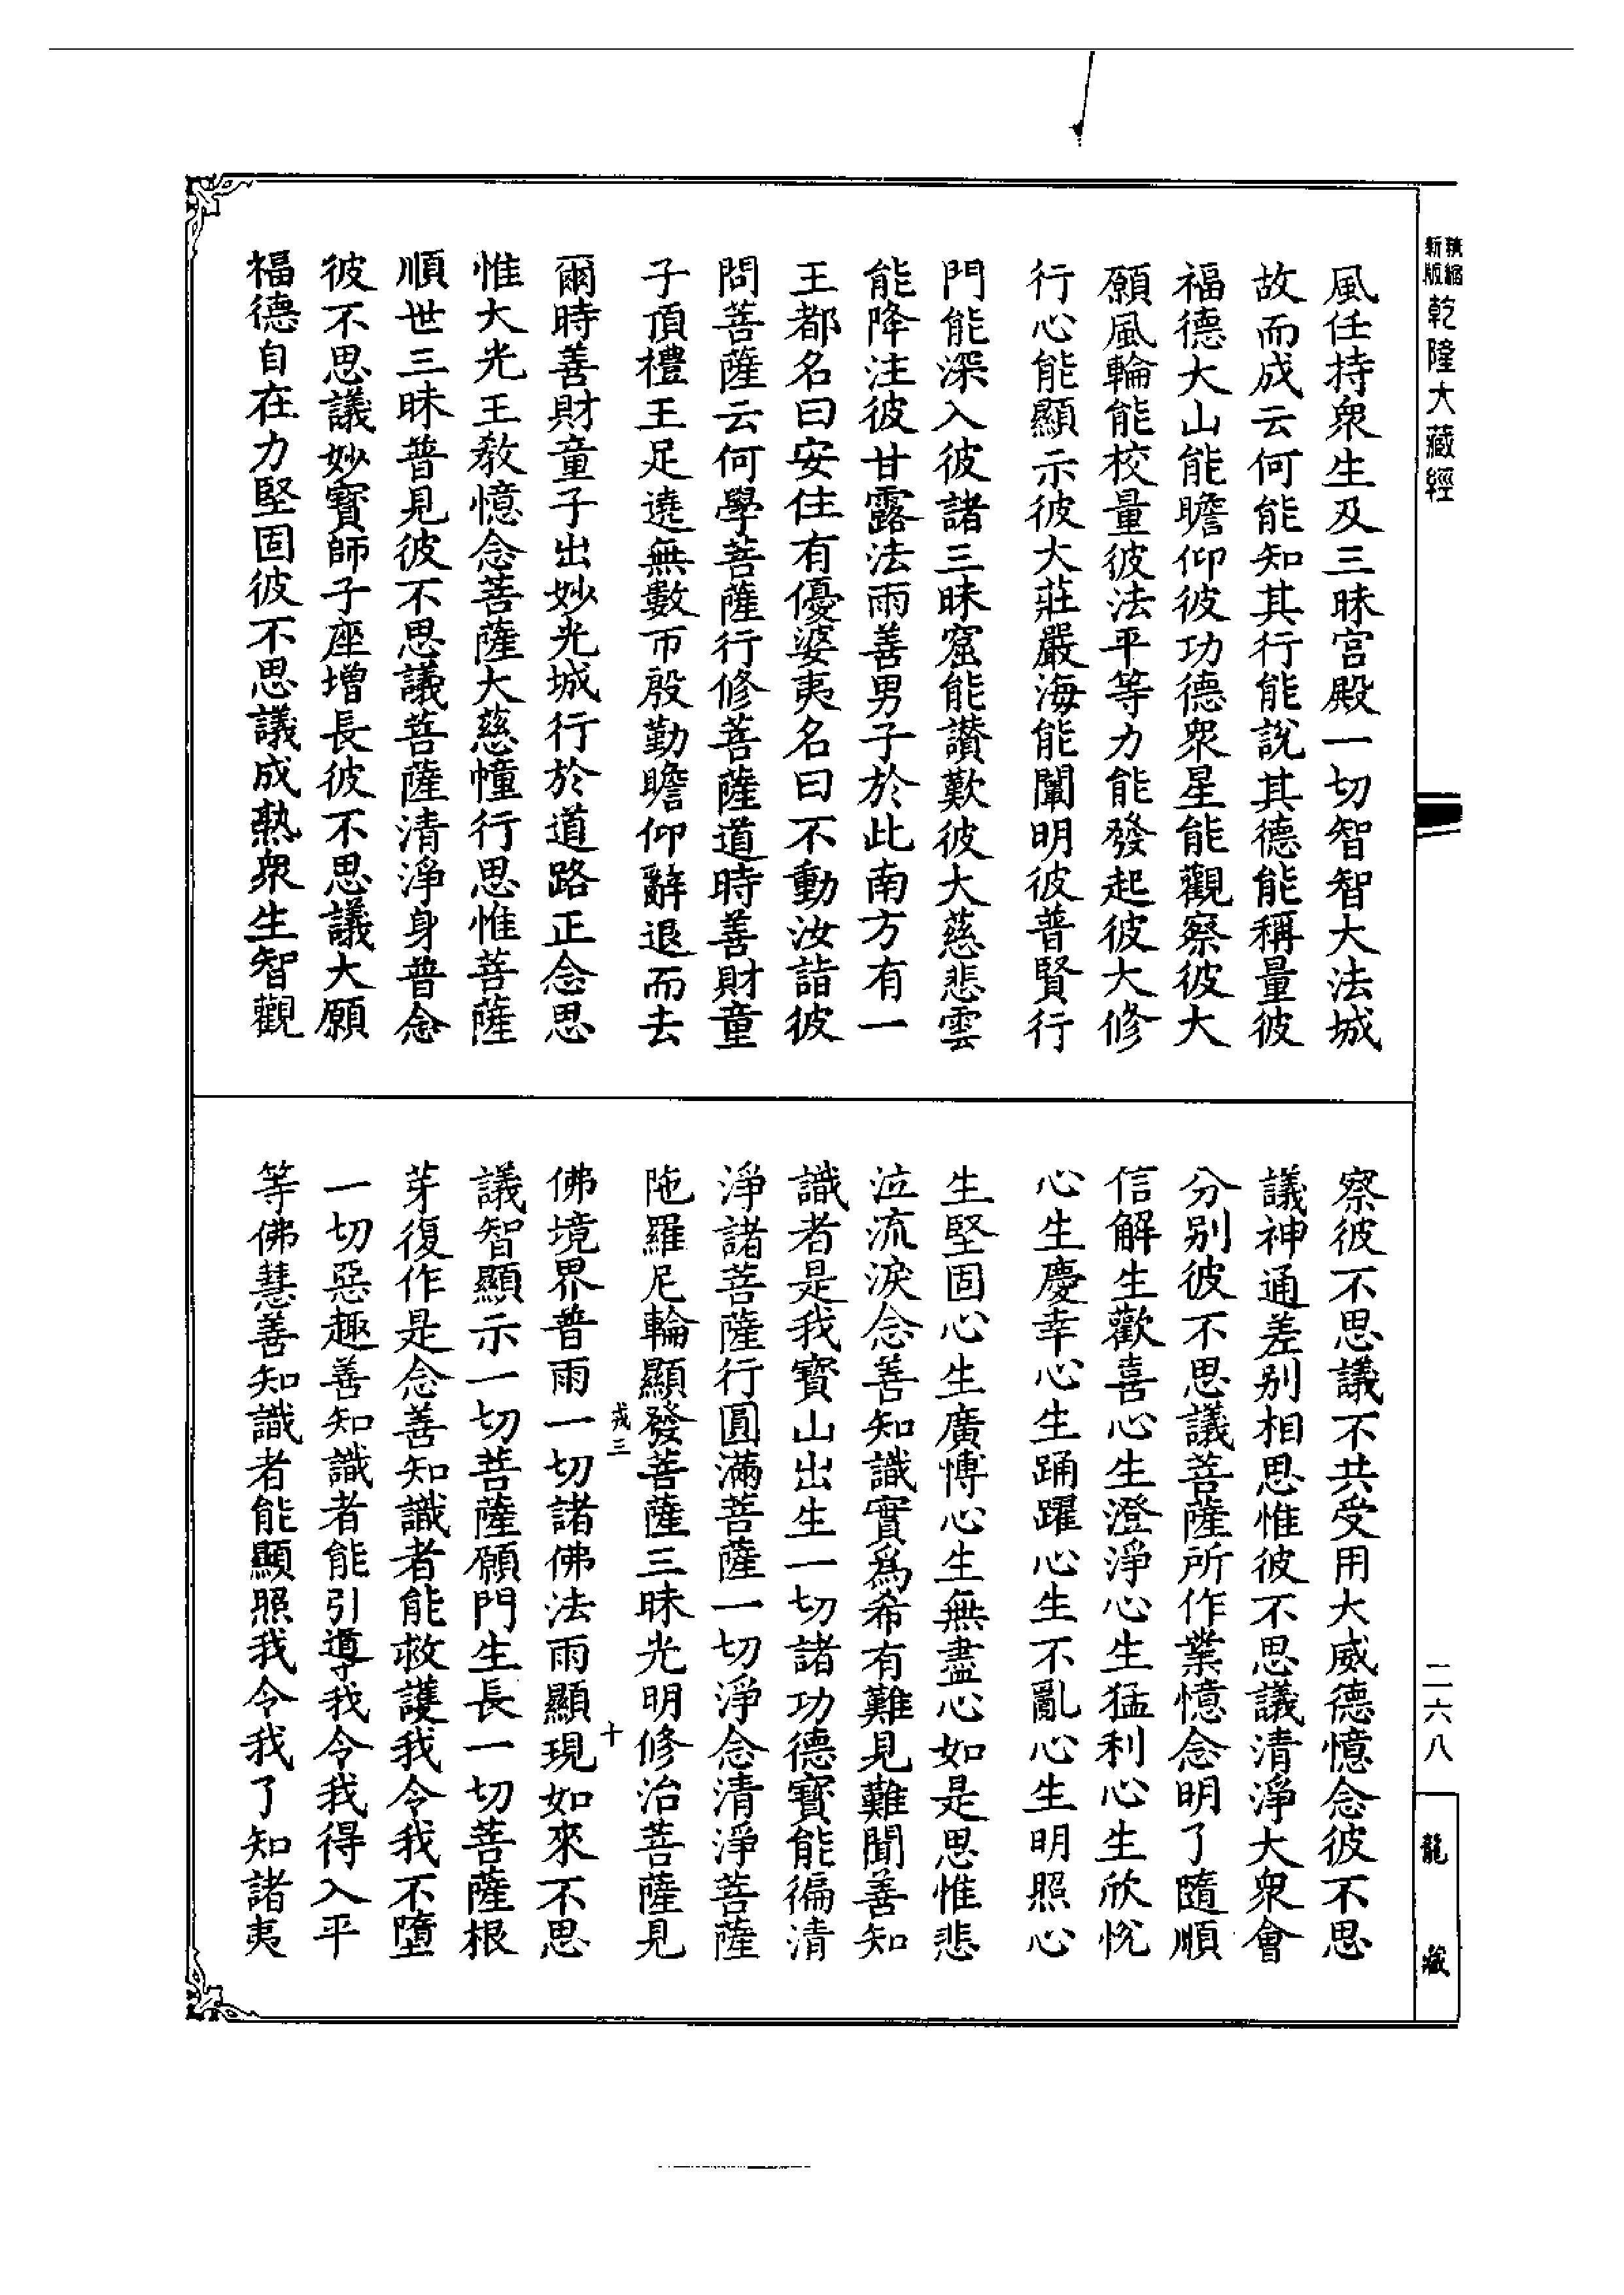 新縮
版縮
乾隆大藏經
風任持衆生及三昧宮殿一切智智大法城
故而成云何能知其行能說其德能稱量彼
福德大山能瞻仰彼功德衆星能觀察彼大
願風輪能校量彼法平等力能發起彼大修
行心能顯示彼大莊嚴海能闡明彼普賢行
門能深入彼諸三昧窟能讚歎彼大慈悲雲
能降注彼甘露法雨善男子於此南方有一
王都名曰安住有優婆夷名曰不動汝詣彼
問菩薩云何學菩薩行修菩薩道時善財童
子頂禮王足遶無數帀殷勤瞻仰辭退而去
爾時善財童子出妙光城行於道路正念思
惟大光王教憶念菩薩大慈幢行思惟菩薩
順世三昧普見彼不思議菩薩清淨身普念
彼不思議妙寶師子座增長彼不思議大願
福德自在力堅固彼不思議成熟衆生智觀
察彼不思議不共受用大威德憶念彼不思
議神通差別相思惟彼不思議清淨大衆會
分别彼不思議菩薩所作業憶念明了隨順
信解生歡喜心生澄淨心生猛利心生欣悅
心生慶幸心生踊躍心生不亂心生明照心
生堅固心生廣博心生無盡心如是思惟悲
泣流淚念善知識實爲希有難見難聞善知
識者是我寶山出生一切諸功德寶能徧清
淨諸菩薩行圓滿菩薩一切淨念清淨菩薩
陁羅尼輪顯發菩薩三昧光明修治菩薩見
戎三
十
佛境界普雨一切諸佛法雨顯現如來不思
議智顯示一切菩薩願門生長一切菩薩根
芽復作是念善知識者能救護我令我不墮
一切惡趣善知識者能引導我令我得入平
等佛慧善知識者能顯照我令我了知諸夷
二六八
龍藏